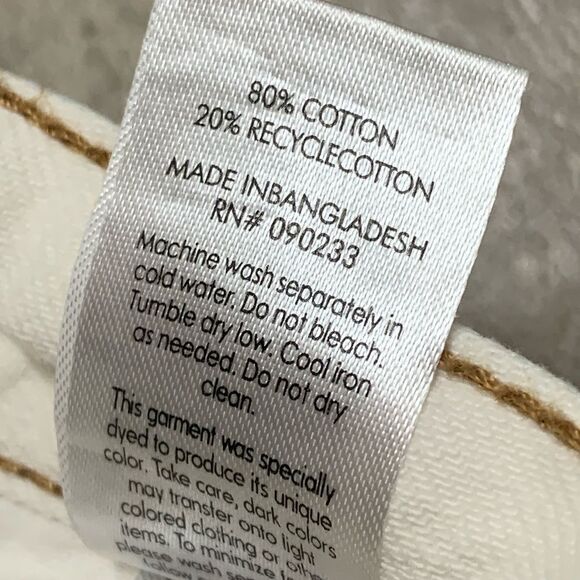 80% COTTON
20% RECYCLECOTTON
MADE INBANGLADESH
RN# 090233
Machine wash separately in
cold water. Do not bleach.
Tumble dry low. Cool iron
as needed. Do not dry
clean.
This garment was specially
dyed to produce its unique
color. Take care, dark colors
may transfer onto light
colored clothing or
items. To minimize
please wash